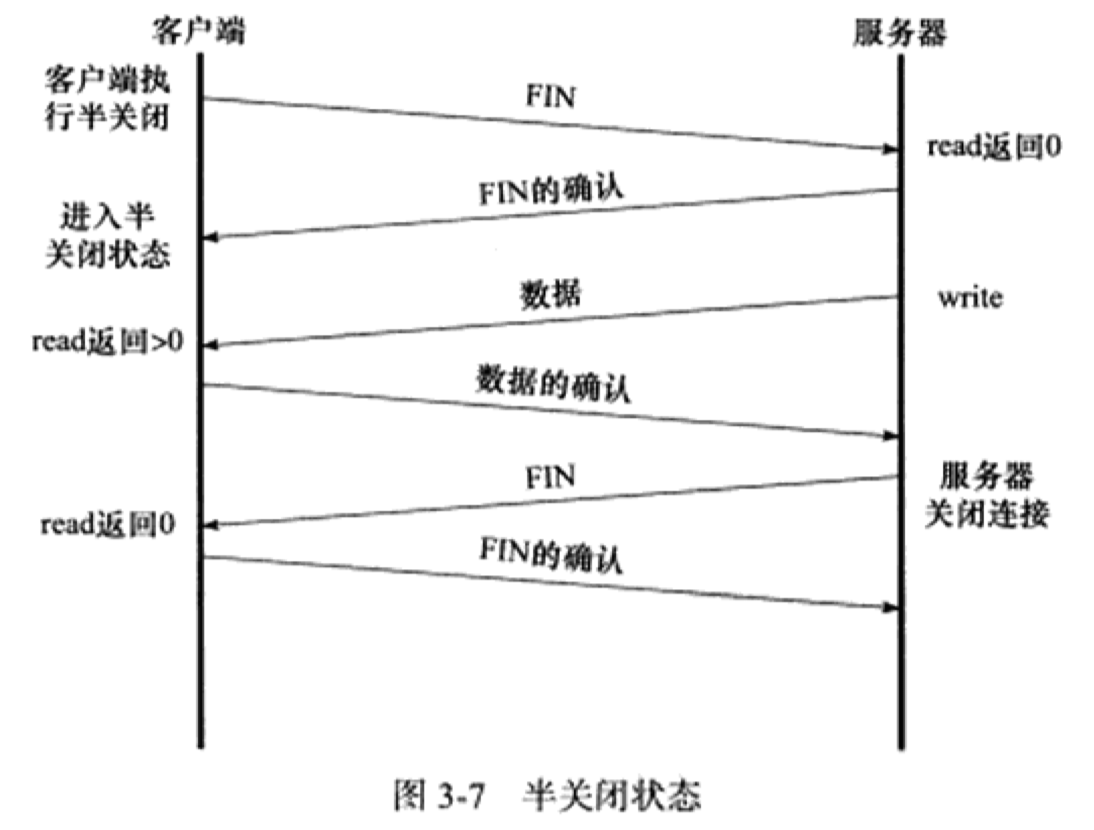 客户端
服务器
客户端执
行半关闭
FIN
read返回0
FIN的确认
进入半
关闭状态
数据
write
read返回>0
数据的确认
FIN
服务器
关闭连接
read返回0
FIN的确认
图 3-7 半关闭状态